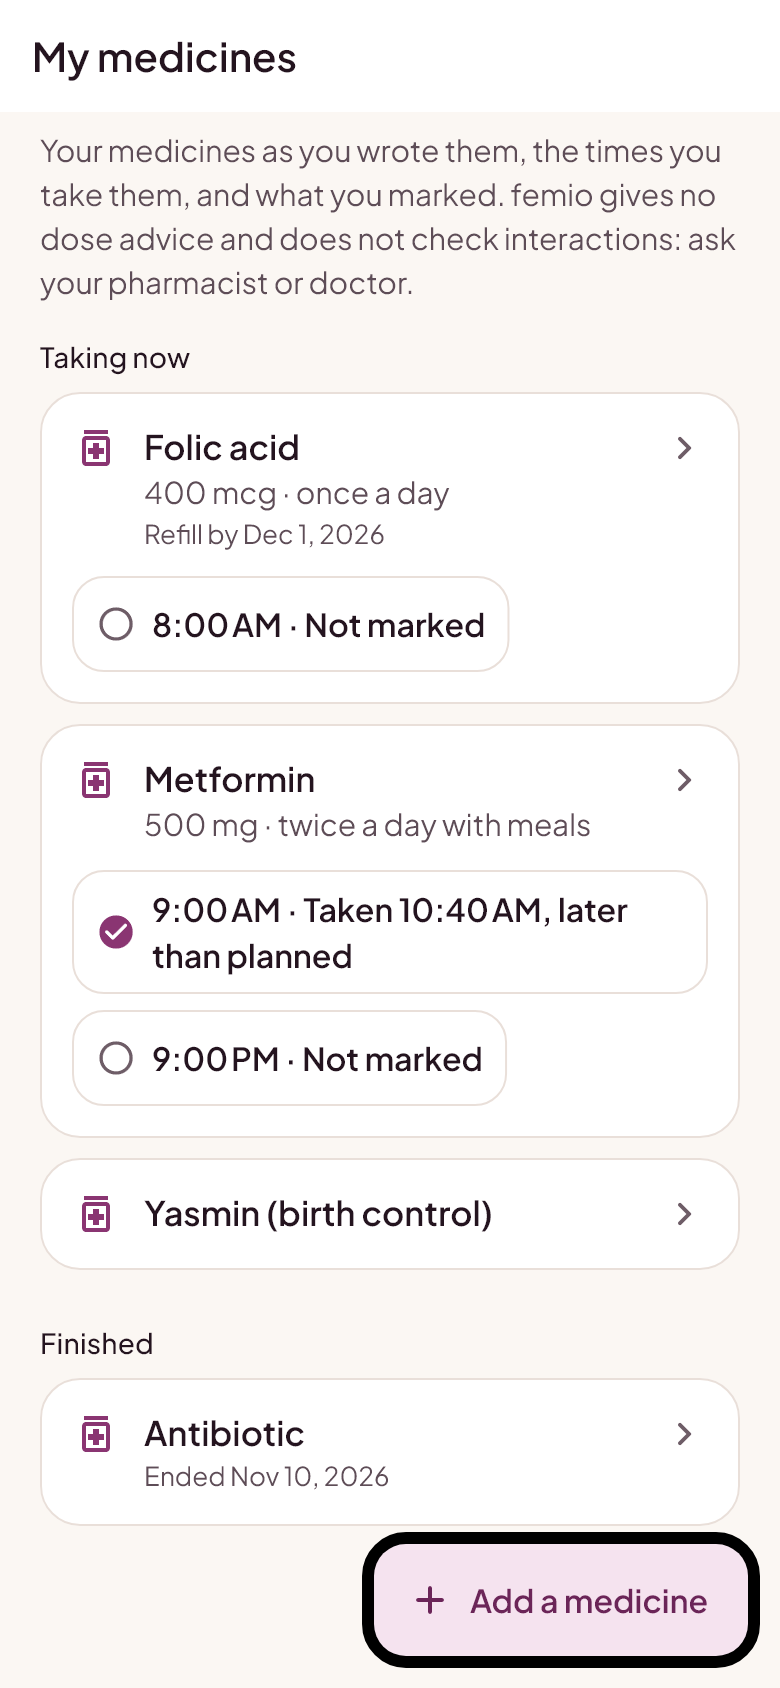 My medicines
Your medicines as you wrote them, the times you
take them, and what you marked. femio gives no
dose advice and does not check interactions: ask
your pharmacist or doctor.
Taking now
Folic acid
400 mcg · once a day
Refill by Dec 1, 2026
8:00 AM · Not marked
Metformin
500 mg · twice a day with meals
9:00 AM · Taken 10:40 AM, later
than planned
9:00 PM · Not marked
Yasmin (birth control)
Finished
Antibiotic
Ended Nov 10, 2026
+ Add a medicine